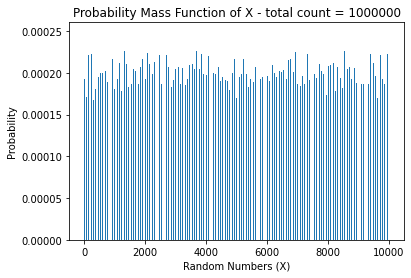 Probability Mass Function of X - total count = 1000000
0.00025
0.00020
0.00015
0.00010
0.00005
0.00000
Probability
0 2000 4000 6000 8000 10000
Random Numbers (X)